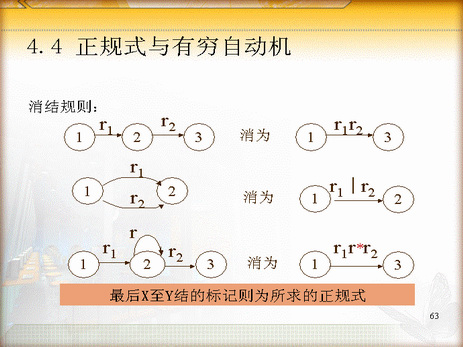 4.4 正规式与有穷自动机
消结规则：
1 r1 2 r2 3 消为 1 r1r2 3
1 r1 r2 2 消为 1 r1 | r2 2
1 r1 2 r r2 3 消为 1 r1r*r2 3
最后X至Y结的标记则为所求的正规式
63